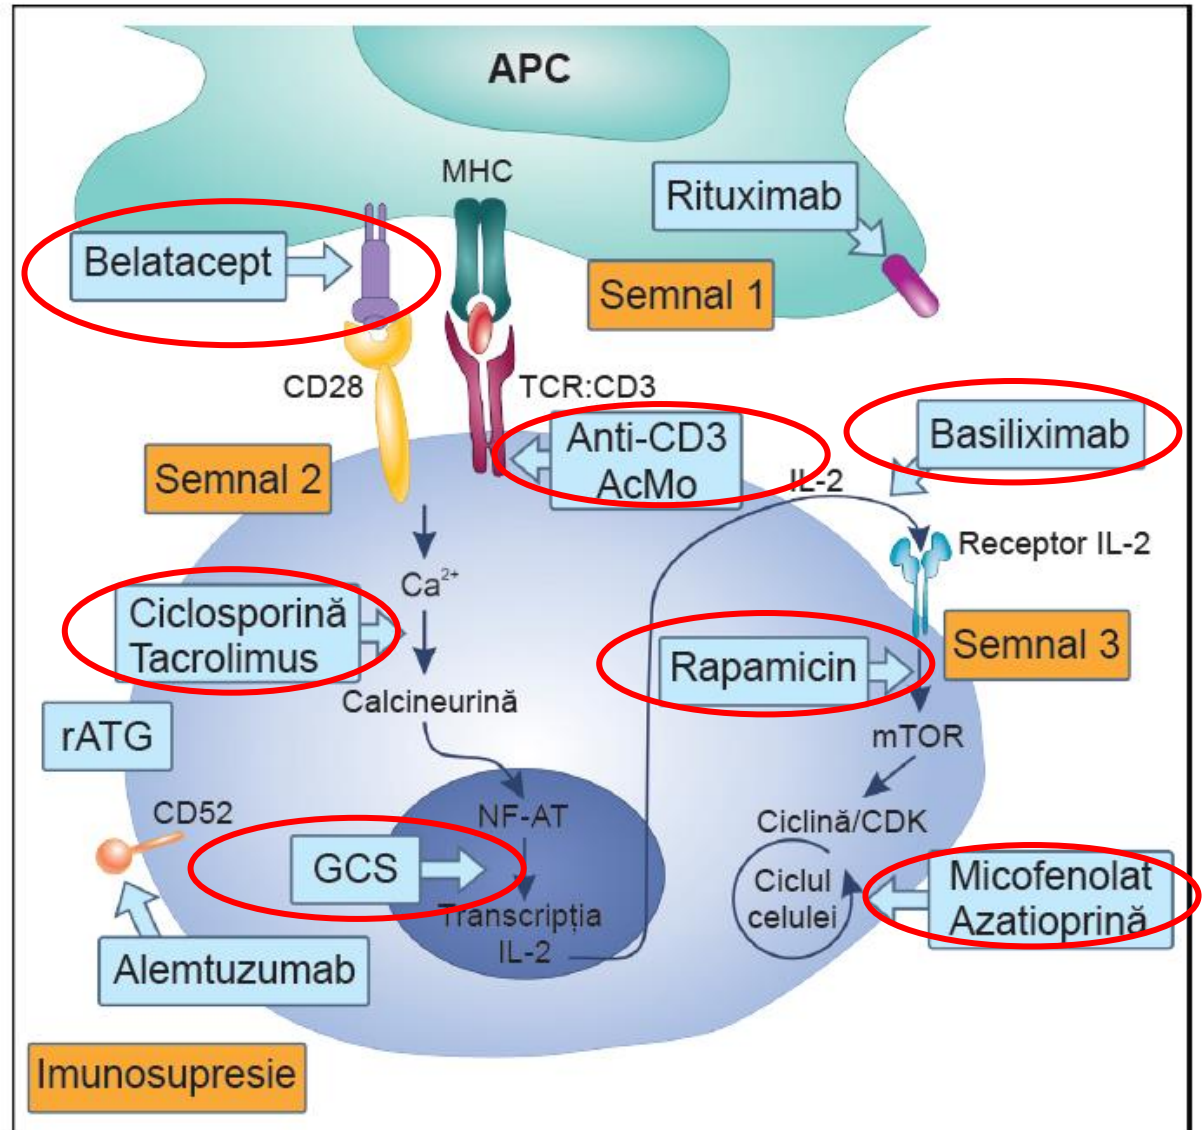 APC
MHC
Rituximab
Belatacept
Semnal 1
CD28
TCR:CD3
Anti-CD3
AcMo
Basiliximab
Semnal 2
IL-2
Receptor IL-2
Ca²⁺
Ciclosporină
Tacrolimus
Semnal 3
Rapamicin
Calcineurină
rATG
mTOR
CD52
NF-AT
Ciclină/CDK
GCS
Ciclul
celulei
Micofenolat
Azatioprină
Transcripția
IL-2
Alemtuzumab
Imunosupresie